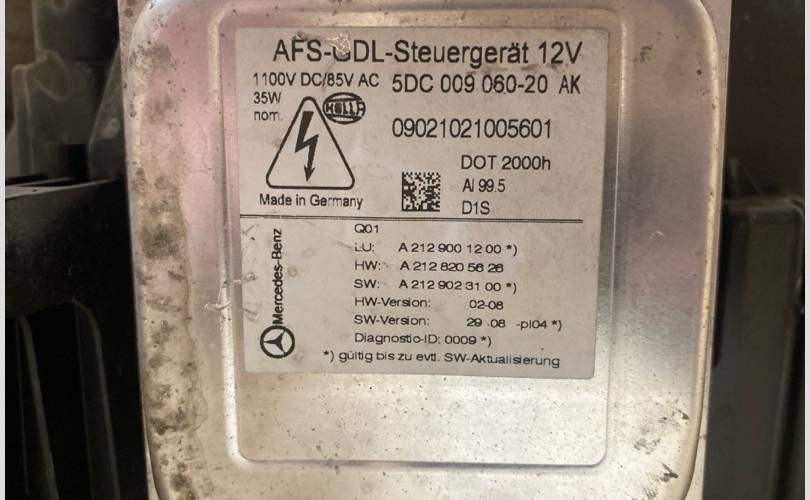 AFS-GDL-Steuergerät 12V
1100V DC/85V AC 5DC 009 060-20 AK
35W
nom.
HELLA
09021021005601
DOT 2000h
Al 99.5
D1S
Made in Germany
Q01
LU: A 212 900 12 00 *)
HW: A 212 820 56 26
SW: A 212 902 31 00 *)
HW-Version: 02-08
SW-Version: 29 08 -pl04 *)
Diagnostic-ID: 0009 *)
*) gültig bis zu evtl. SW-Aktualisierung
Mercedes-Benz